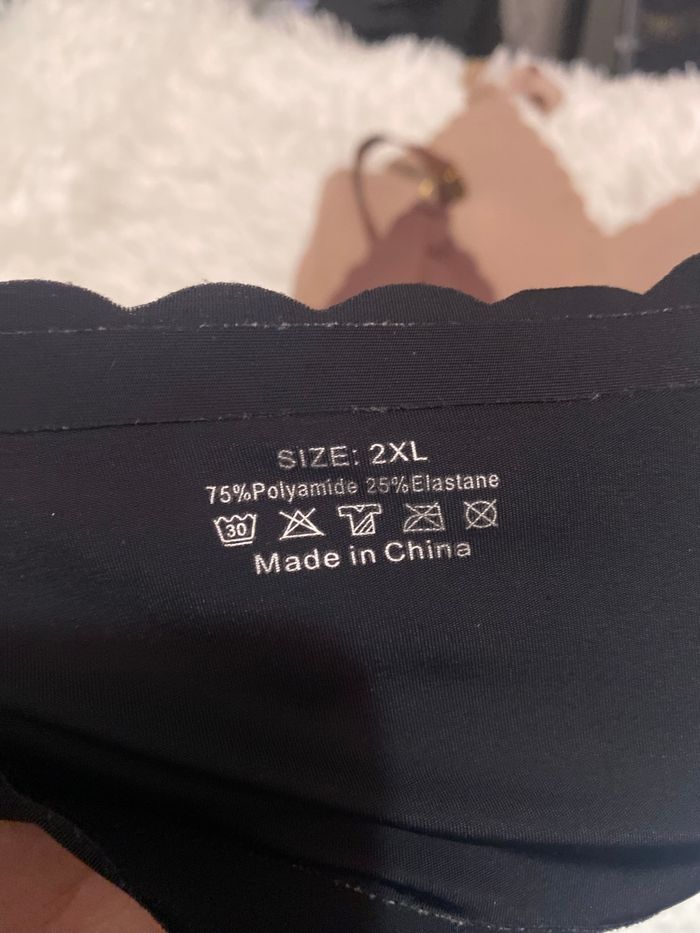 SIZE: 2XL
75%Polyamide 25%Elastane
30
Made in China